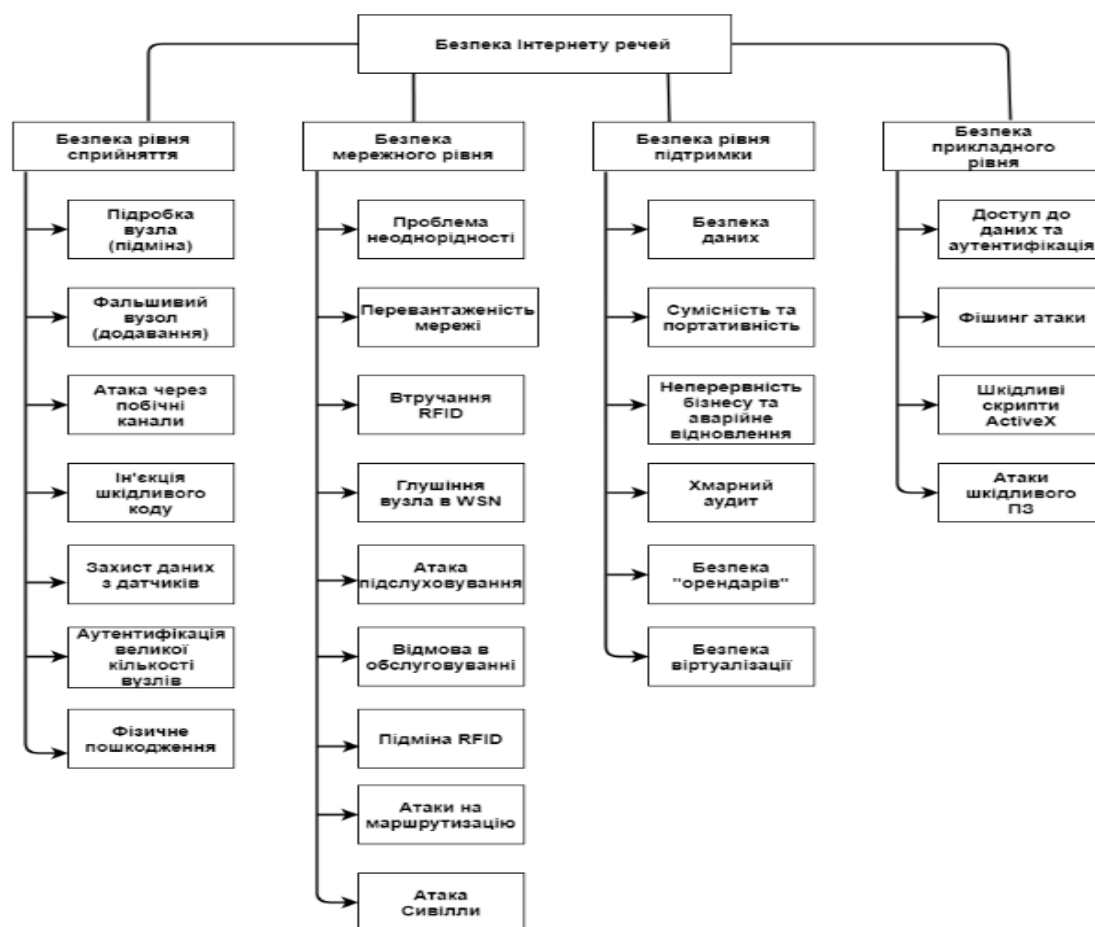 Безпека Інтернету речей
Безпека рівня
сприйняття
Підробка
вузла
(підміна)
Фальшивий
вузол
(додавання)
Атака через
побічні
канали
Ін'єкція
шкідливого
коду
Захист даних
з датчиків
Аутентифікація
великої
кількості
вузлів
Фізичне
пошкодження
Безпека
мережного рівня
Проблема
неоднорідності
Перевантаженість
мережі
Втручання
RFID
Глушіння
вузла в WSN
Атака
підслуховування
Відмова в
обслуговуванні
Підміна RFID
Атаки на
маршрутизацію
Атака
Сивілли
Безпека рівня
підтримки
Безпека
даних
Сумісність та
портативність
Неперервність
бізнесу та
аварійне
відновлення
Хмарний
аудит
Безпека
"орендарів"
Безпека
віртуалізації
Безпека
прикладного
рівня
Доступ до
даних та
аутентифікація
Фішинг атаки
Шкідливі
скрипти
ActiveX
Атаки
шкідливого
ПЗ